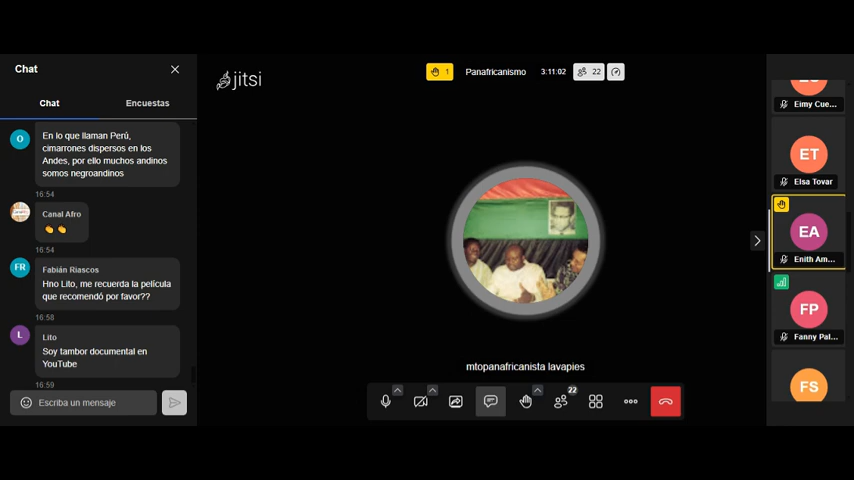 Chat
Chat
Encuestas
O
En lo que llaman Perú,
cimarrones dispersos en los
Andes, por ello muchos andinos
somos negroandinos
16:54
Canal Afro
16:54
FR
Fabián Riascos
Hno Lito, me recuerda la película
que recomendó por favor??
16:58
L
Lito
Soy tambor documental en
YouTube
16:59
Escriba un mensaje
jitsi
1
Panafricanismo
3:11:02
22
mtopanafricanista lavapies
22
Eimy Cue...
ET
Elsa Tovar
EA
Enith Am...
FP
Fanny Pal...
FS